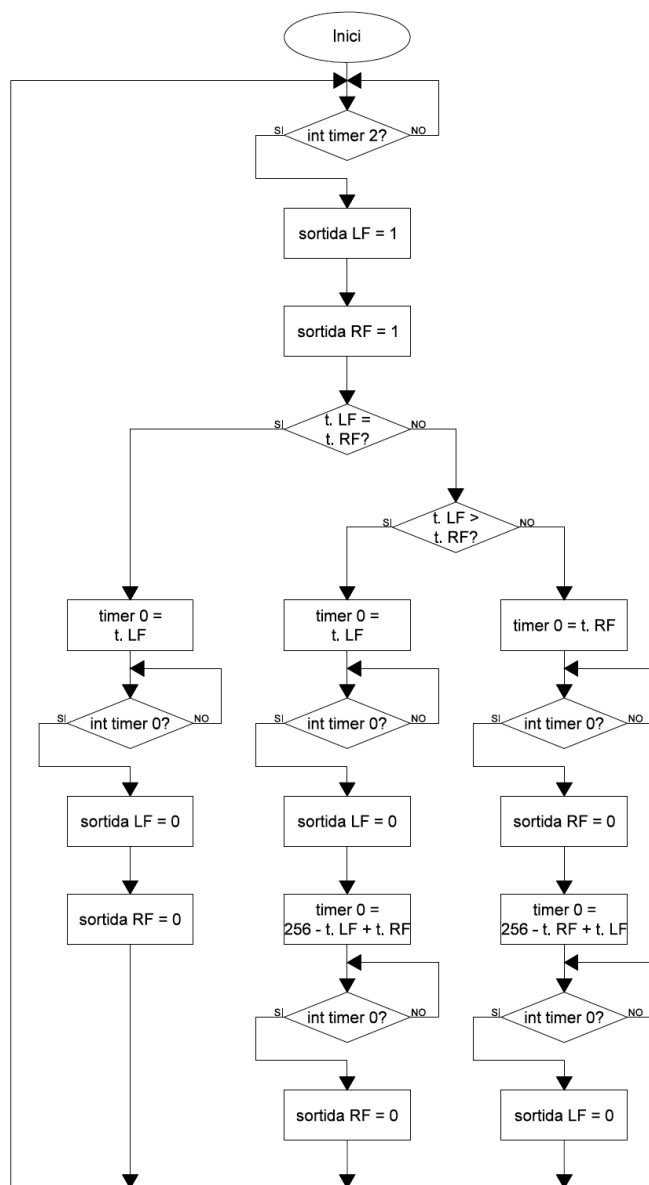 Inici
SI
int timer 2?
NO
sortida LF = 1
sortida RF = 1
SI
t. LF =
t. RF?
NO
SI
t. LF >
t. RF?
NO
timer 0 =
t. LF
timer 0 =
t. LF
timer 0 = t. RF
SI
int timer 0?
NO
SI
int timer 0?
NO
SI
int timer 0?
NO
sortida LF = 0
sortida LF = 0
sortida RF = 0
sortida RF = 0
timer 0 =
256 - t. LF + t. RF
timer 0 =
256 - t. RF + t. LF
SI
int timer 0?
NO
SI
int timer 0?
NO
sortida RF = 0
sortida LF = 0